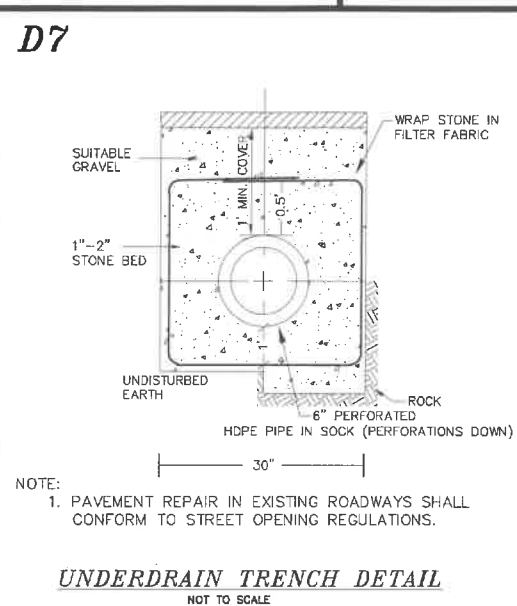 D7
WRAP STONE IN
FILTER FABRIC
SUITABLE
GRAVEL
1' MIN. COVER
0.5'
1"-2"
STONE BED
1
UNDISTURBED
EARTH
ROCK
6" PERFORATED
HDPE PIPE IN SOCK (PERFORATIONS DOWN)
30"
NOTE:
1. PAVEMENT REPAIR IN EXISTING ROADWAYS SHALL
CONFORM TO STREET OPENING REGULATIONS.
UNDERDRAIN TRENCH DETAIL
NOT TO SCALE